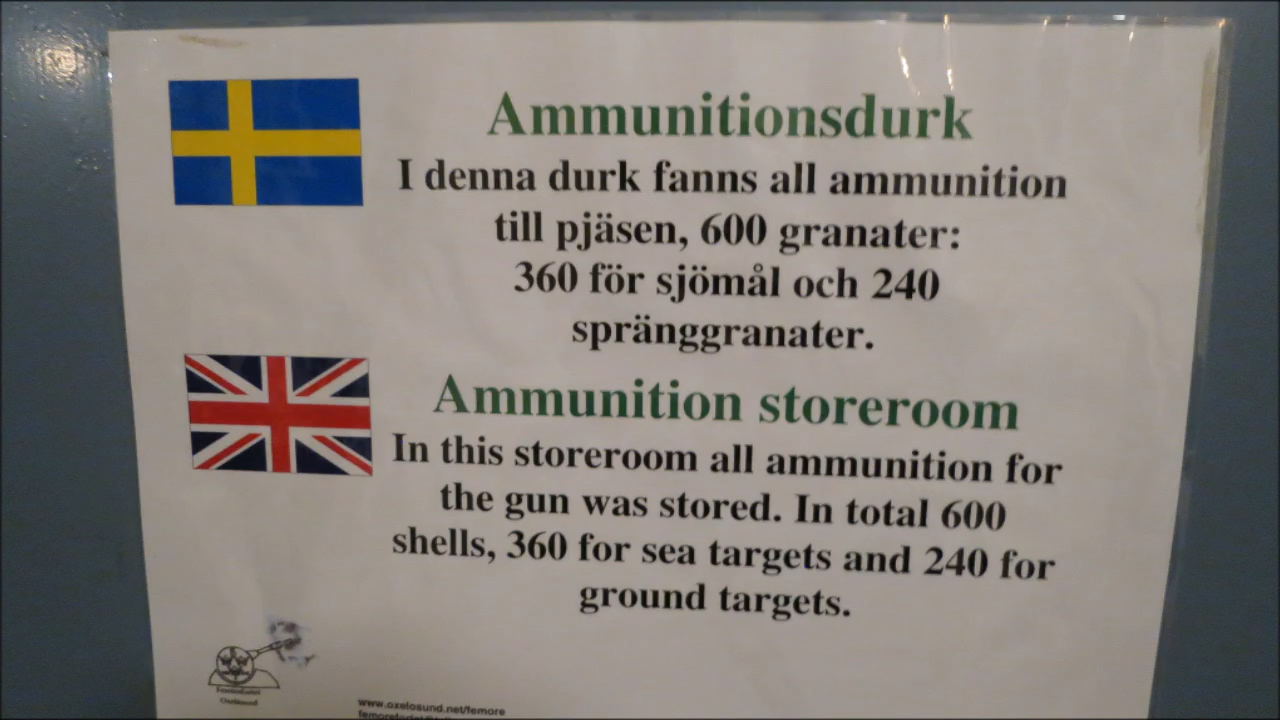 Ammunitionsdurk
I denna durk fanns all ammunition
till pjäsen, 600 granater:
360 för sjömål och 240
spränggranater.
Ammunition storeroom
In this storeroom all ammunition for
the gun was stored. In total 600
shells, 360 for sea targets and 240 for
ground targets.
Oxelösund
www.oxelosund.net/femore